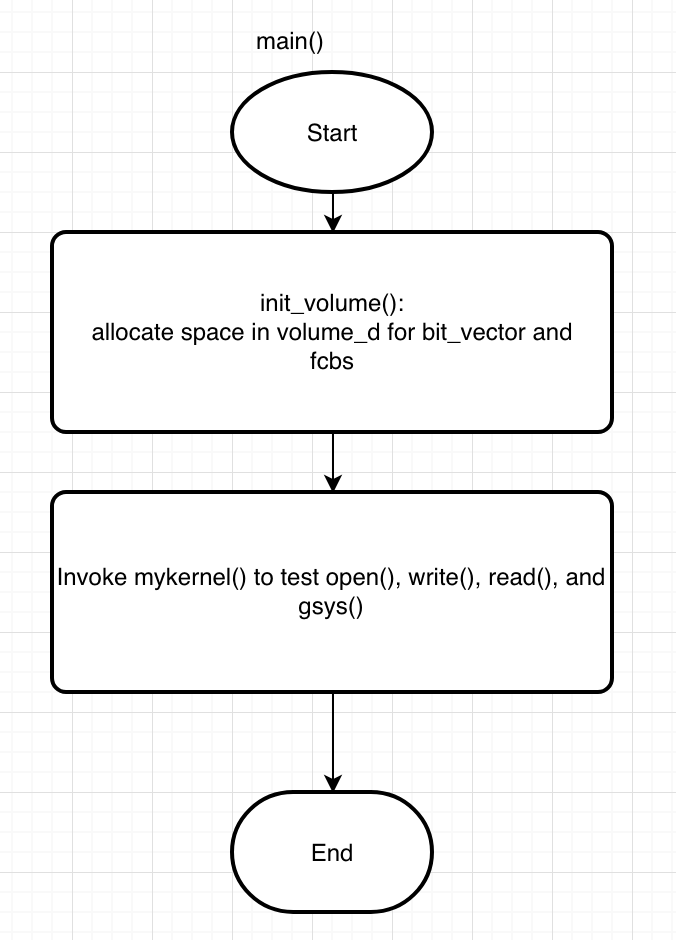 main()
Start
init_volume():
allocate space in volume_d for bit_vector and
fcbs
Invoke mykernel() to test open(), write(), read(), and
gsys()
End